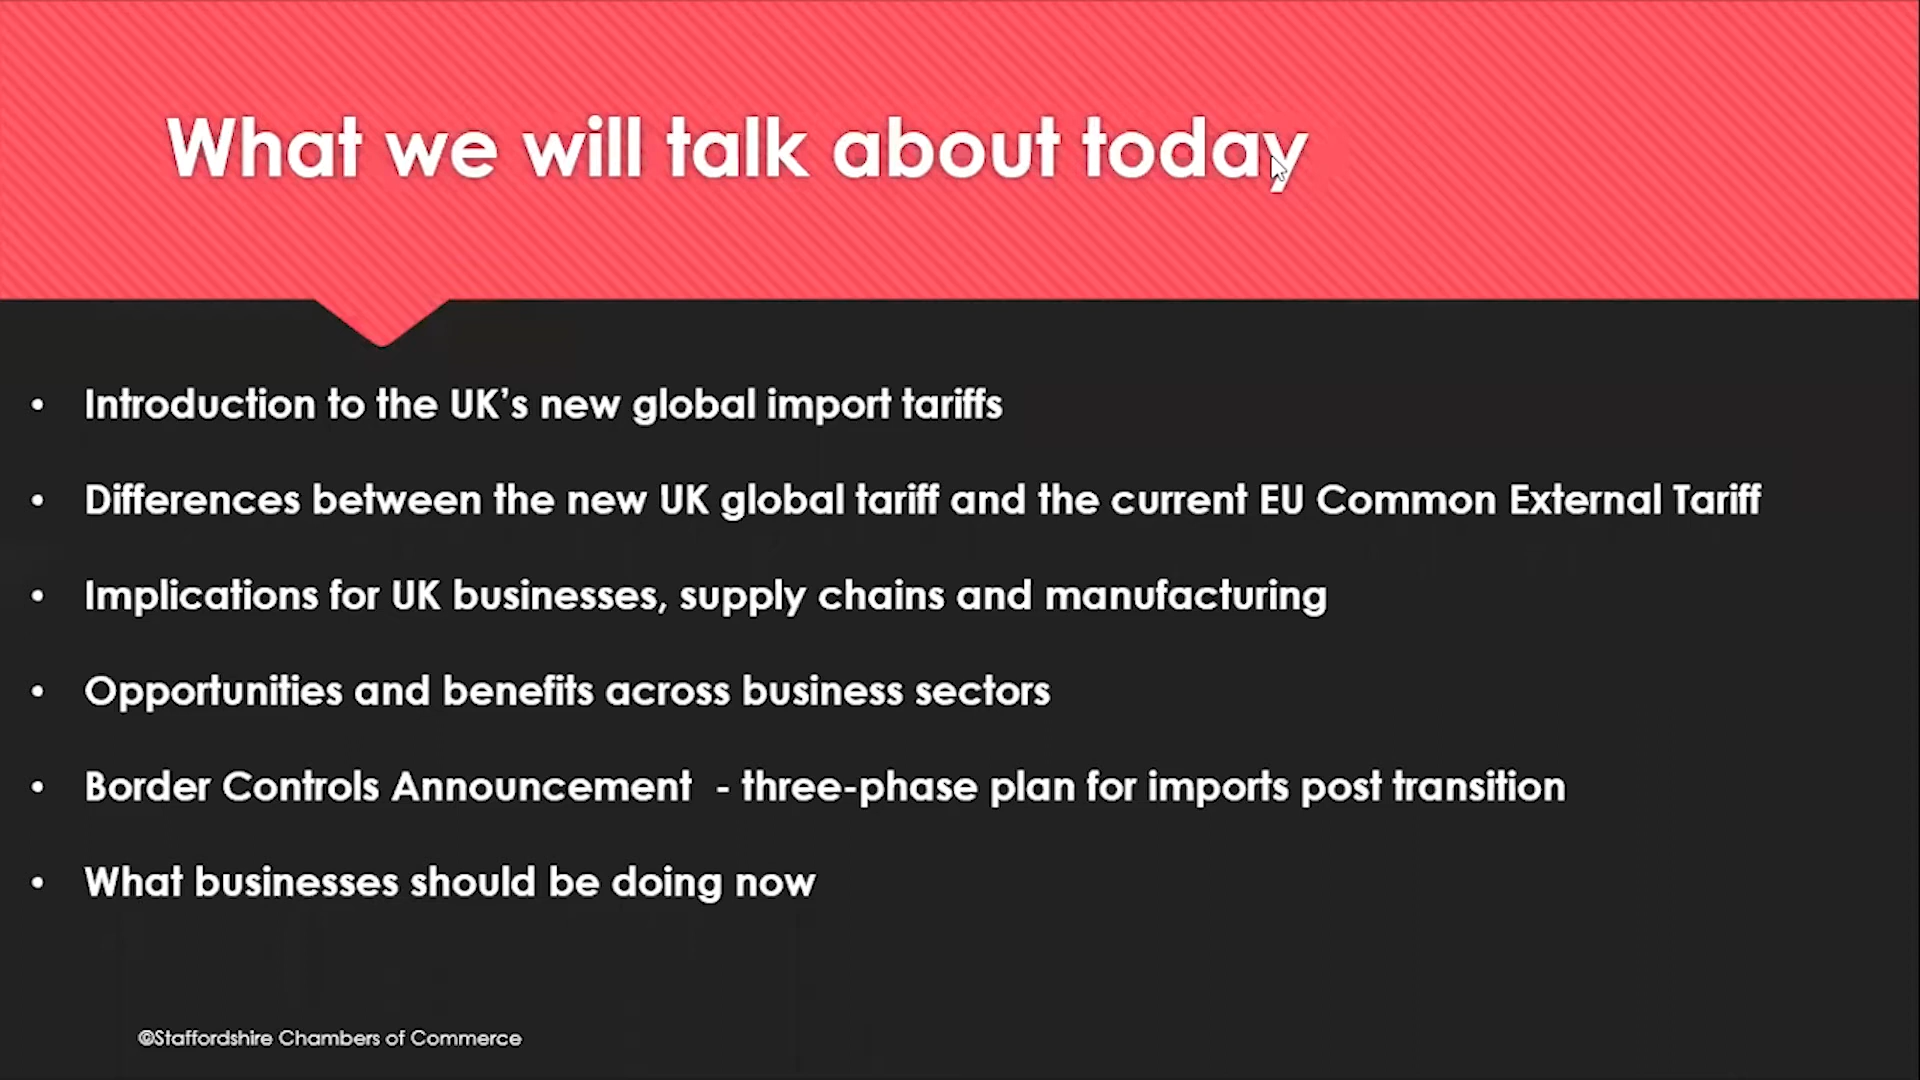 What we will talk about today
• Introduction to the UK’s new global import tariffs
• Differences between the new UK global tariff and the current EU Common External Tariff
• Implications for UK businesses, supply chains and manufacturing
• Opportunities and benefits across business sectors
• Border Controls Announcement  - three-phase plan for imports post transition
• What businesses should be doing now
©Staffordshire Chambers of Commerce